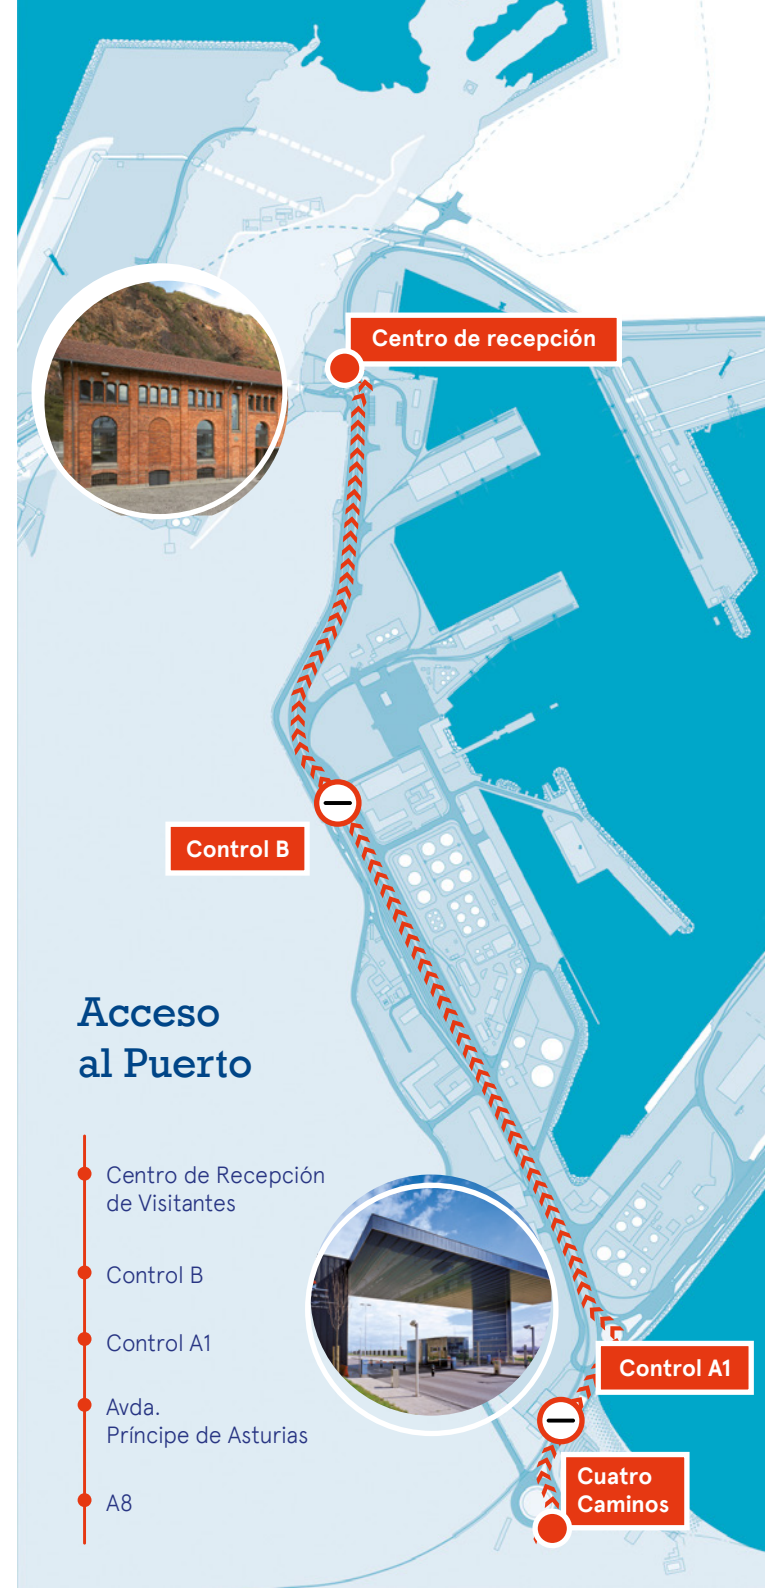 Centro de recepción
Control B
Acceso
al Puerto
Centro de Recepción
de Visitantes
Control B
Control A1
Avda.
Príncipe de Asturias
A8
Control A1
Cuatro
Caminos